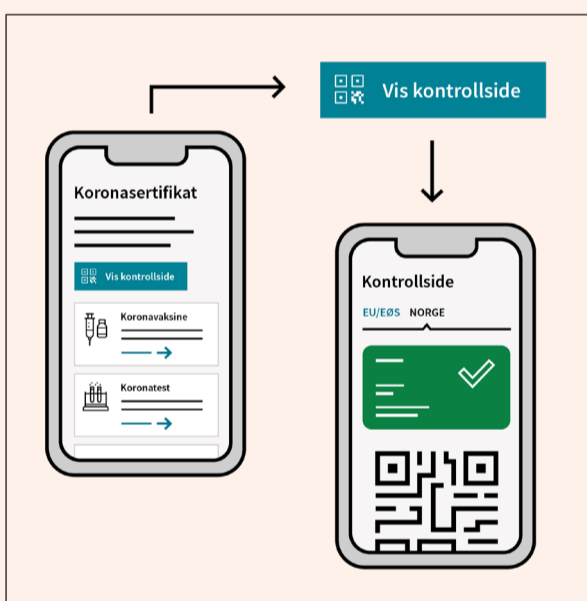 Koronasertifikat
Vis kontrollside
Koronavaksine
Koronatest
Vis kontrollside
Kontrollside
EU/EØS NORGE